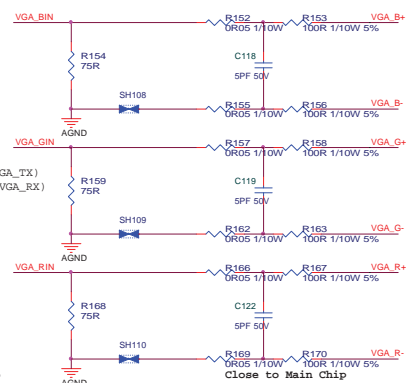 VGA_BIN
R152
R153
VGA_B+
0R05 1/10W
100R 1/10W 5%
R154
75R
C118
5PF 50V
SH108
R155
R156
VGA_B-
0R05 1/10W
100R 1/10W 5%
AGND
VGA_GIN
R157
R158
VGA_G+
0R05 1/10W
100R 1/10W 5%
GA_TX)
VGA_RX)
R159
75R
C119
5PF 50V
SH109
R162
R163
VGA_G-
0R05 1/10W
100R 1/10W 5%
AGND
VGA_RIN
R166
R167
VGA_R+
0R05 1/10W
100R 1/10W 5%
R168
75R
C122
5PF 50V
SH110
R169
R170
VGA_R-
0R05 1/10W
100R 1/10W 5%
Close to Main Chip
AGND